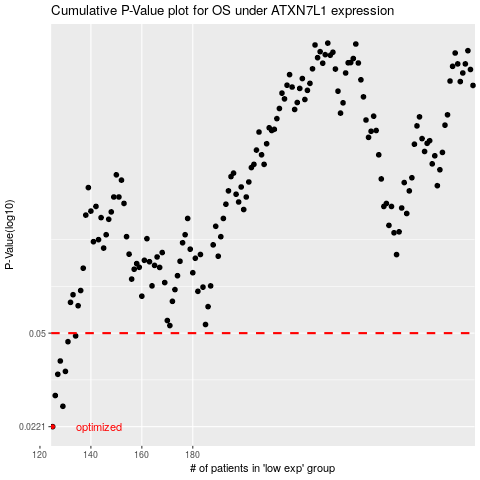 Cumulative P-Value plot for OS under ATXN7L1 expression
P-Value(log10)
0.05
0.0221
optimized
120 140 160 180
# of patients in 'low exp' group